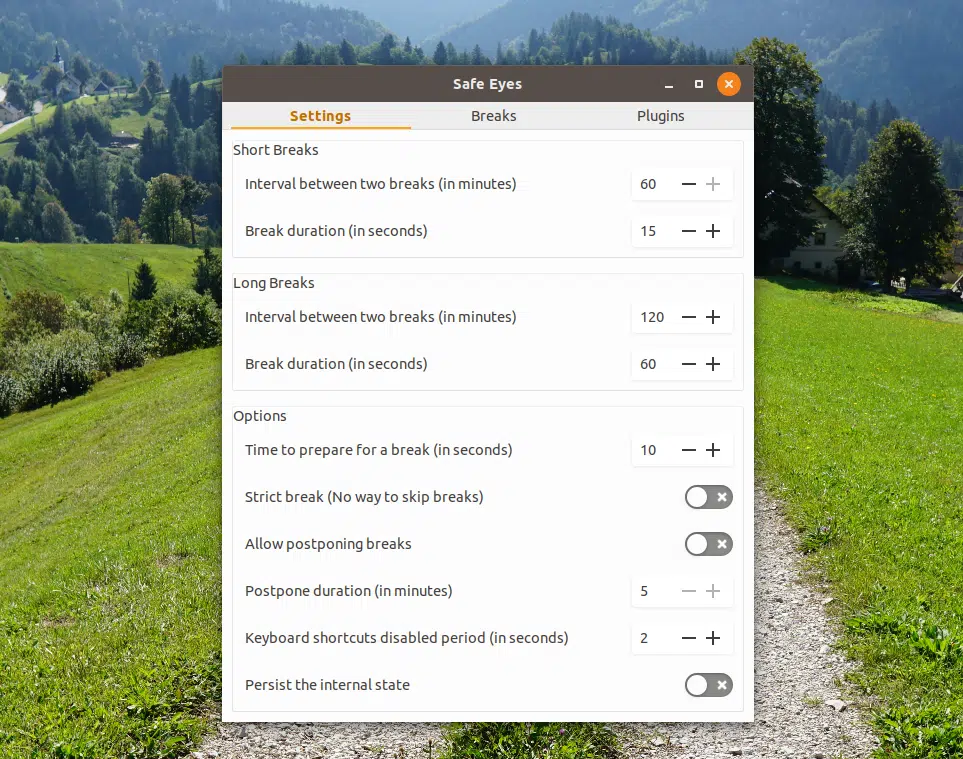 Safe Eyes
Settings Breaks Plugins
Short Breaks
Interval between two breaks (in minutes) 60
Break duration (in seconds) 15
Long Breaks
Interval between two breaks (in minutes) 120
Break duration (in seconds) 60
Options
Time to prepare for a break (in seconds) 10
Strict break (No way to skip breaks)
Allow postponing breaks
Postpone duration (in minutes) 5
Keyboard shortcuts disabled period (in seconds) 2
Persist the internal state